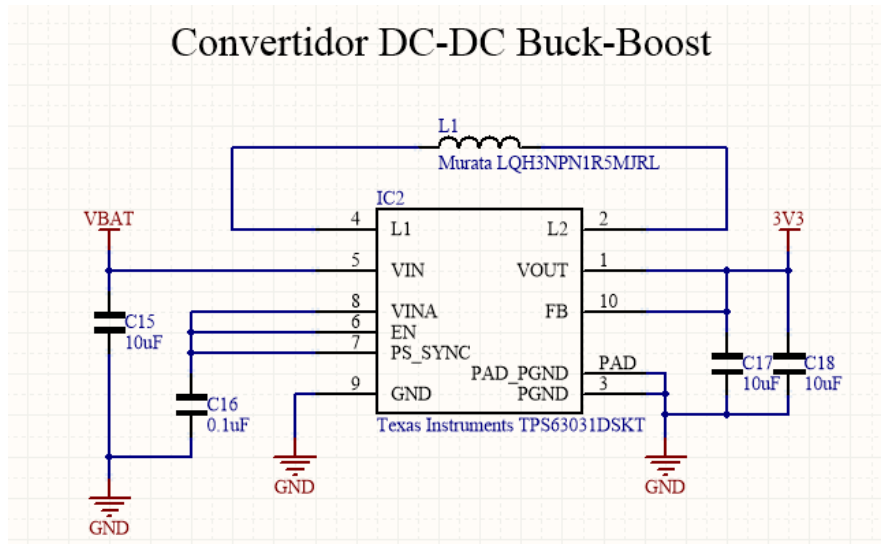 Convertidor DC-DC Buck-Boost
L1
Murata LQH3NPN1R5MJRL
IC2
VBAT
3V3
4 L1 L2 2
5 VIN VOUT 1
8 VINA FB 10
6 EN
7 PS_SYNC
PAD_PGND PAD
9 GND PGND 3
C15
10uF
C16
0.1uF
C17
10uF
C18
10uF
Texas Instruments TPS63031DSKT
GND
GND
GND